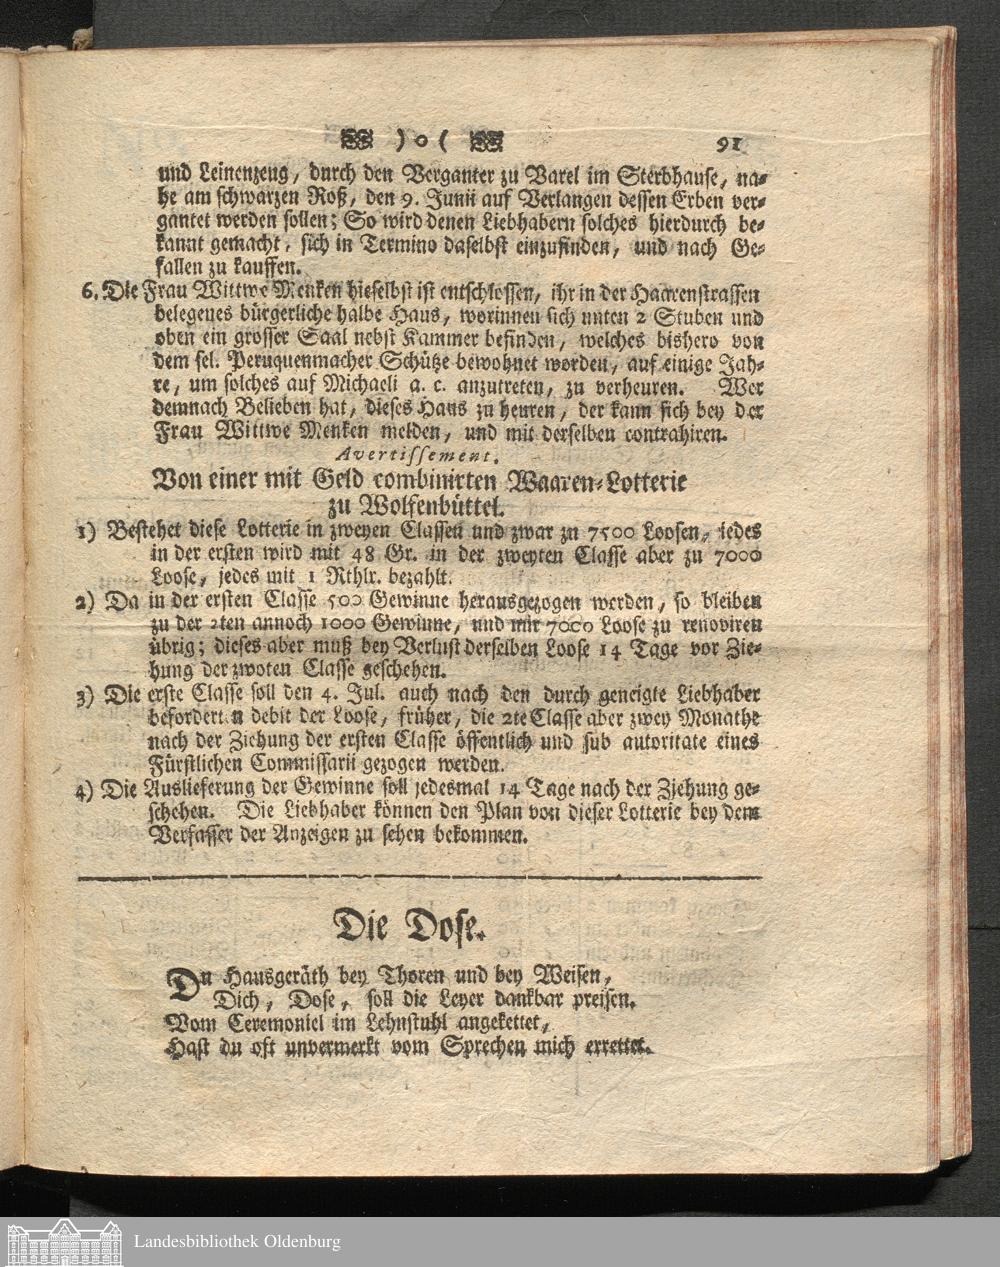 ) o ( 91
und Leinenzeug, durch den Verganter zu Varel im Sterbhause, na-
he am schwarzen Roß, den 9. Junii auf Verlangen dessen Erben ver-
gantet werden sollen; So wird denen Liebhabern solches hierdurch be-
kannt gemacht, sich in Termino daselbst einzufinden, und nach Ge-
fallen zu kauffen.
6. Die Frau Wittwe Menken hieselbst ist entschlossen, ihr in der Haarenstrassen
belegenes bürgerliche halbe Haus, worinnen sich unten 2 Stuben und
oben ein grosser Saal nebst Kammer befinden, welches bishero von
dem sel. Peruquenmacher Schütze bewohnet worden, auf einige Jah-
re, um solches auf Michaeli a. c. anzutreten, zu verheuren. Wer
demnach Belieben hat, dieses Haus zu heuren, der kann sich bey der
Frau Wittwe Menken melden, und mit derselben contrahiren.
Avertissement.
Von einer mit Geld combinirten Waaren-Lotterie
zu Wolfenbüttel.
1) Bestehet diese Lotterie in zweyen Classen und zwar zu 7500 Loosen, jedes
in der ersten wird mit 48 Gr. in der zweyten Classe aber zu 7000
Loose, jedes mit 1 Rthlr. bezahlt.
2) Da in der ersten Classe 500 Gewinne herausgezogen werden, so bleiben
zu der 2ten annoch 1000 Gewinne, und nur 7000 Loose zu renoviren
übrig; dieses aber muß bey Verlust derselben Loose 14 Tage vor Zie-
hung der zwoten Classe geschehen.
3) Die erste Classe soll den 4. Jul. auch nach den durch geneigte Liebhaber
beforderten debit der Loose, früher, die 2te Classe aber zwey Monathe
nach der Ziehung der ersten Classe öffentlich und sub autoritate eines
Fürstlichen Commissarii gezogen werden.
4) Die Auslieferung der Gewinne soll jedesmal 14 Tage nach der Ziehung ge-
schehen. Die Liebhaber können den Plan von dieser Lotterie bey dem
Verfasser der Anzeigen zu sehen bekommen.
Die Dose.
Du Hausgeräth bey Thoren und bey Weisen,
Dich, Dose, soll die Leyer dankbar preisen.
Vom Ceremoniel im Lehnstuhl angekettet,
Hast du oft unvermerkt vom Sprechen mich errettet.
Landesbibliothek Oldenburg